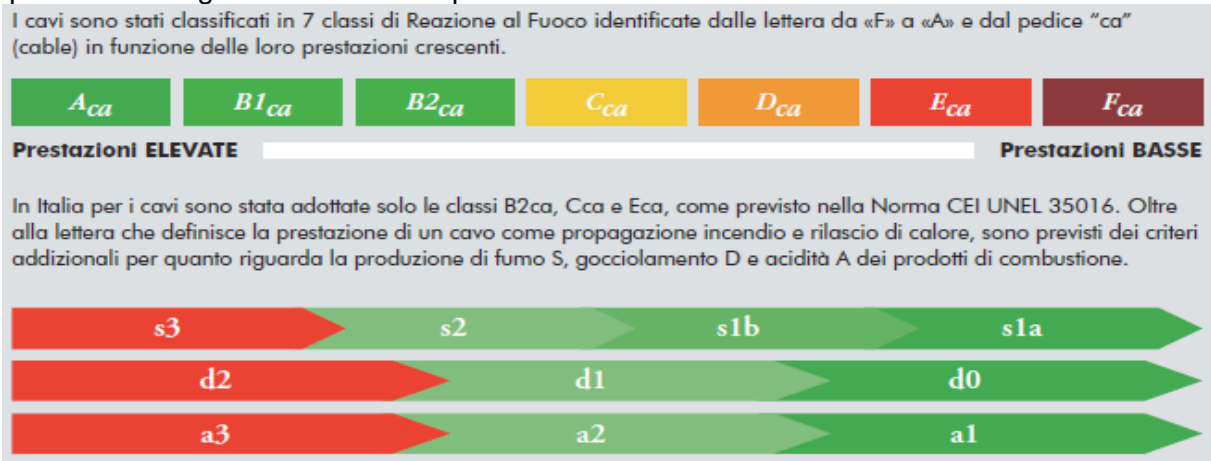 I cavi sono stati classificati in 7 classi di Reazione al Fuoco identificate dalle lettera da «F» a «A» e dal pedice “ca”
(cable) in funzione delle loro prestazioni crescenti.
Aca B1ca B2ca Cca Dca Eca Fca
Prestazioni ELEVATE Prestazioni BASSE
In Italia per i cavi sono stata adottate solo le classi B2ca, Cca e Eca, come previsto nella Norma CEI UNEL 35016. Oltre
alla lettera che definisce la prestazione di un cavo come propagazione incendio e rilascio di calore, sono previsti dei criteri
addizionali per quanto riguarda la produzione di fumo S, gocciolamento D e acidità A dei prodotti di combustione.
s3 s2 s1b s1a
d2 d1 d0
a3 a2 a1